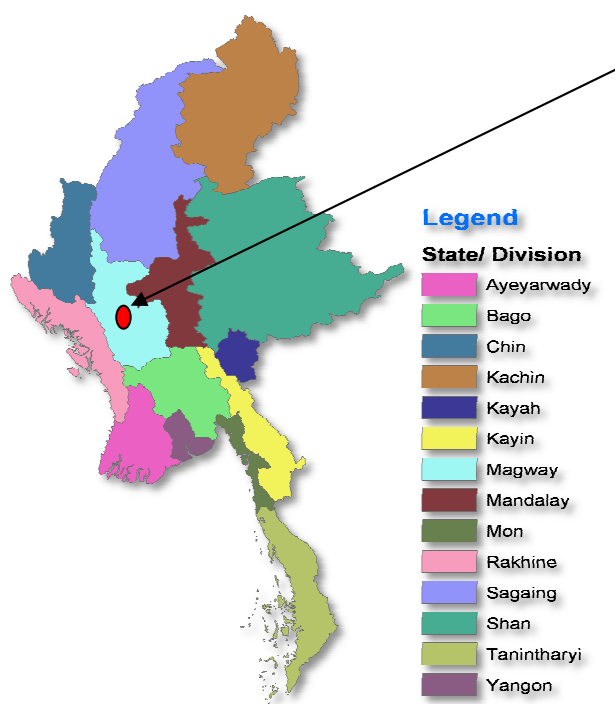 Legend
State/ Division
Ayeyarwady
Bago
Chin
Kachin
Kayah
Kayin
Magway
Mandalay
Mon
Rakhine
Sagaing
Shan
Tanintharyi
Yangon